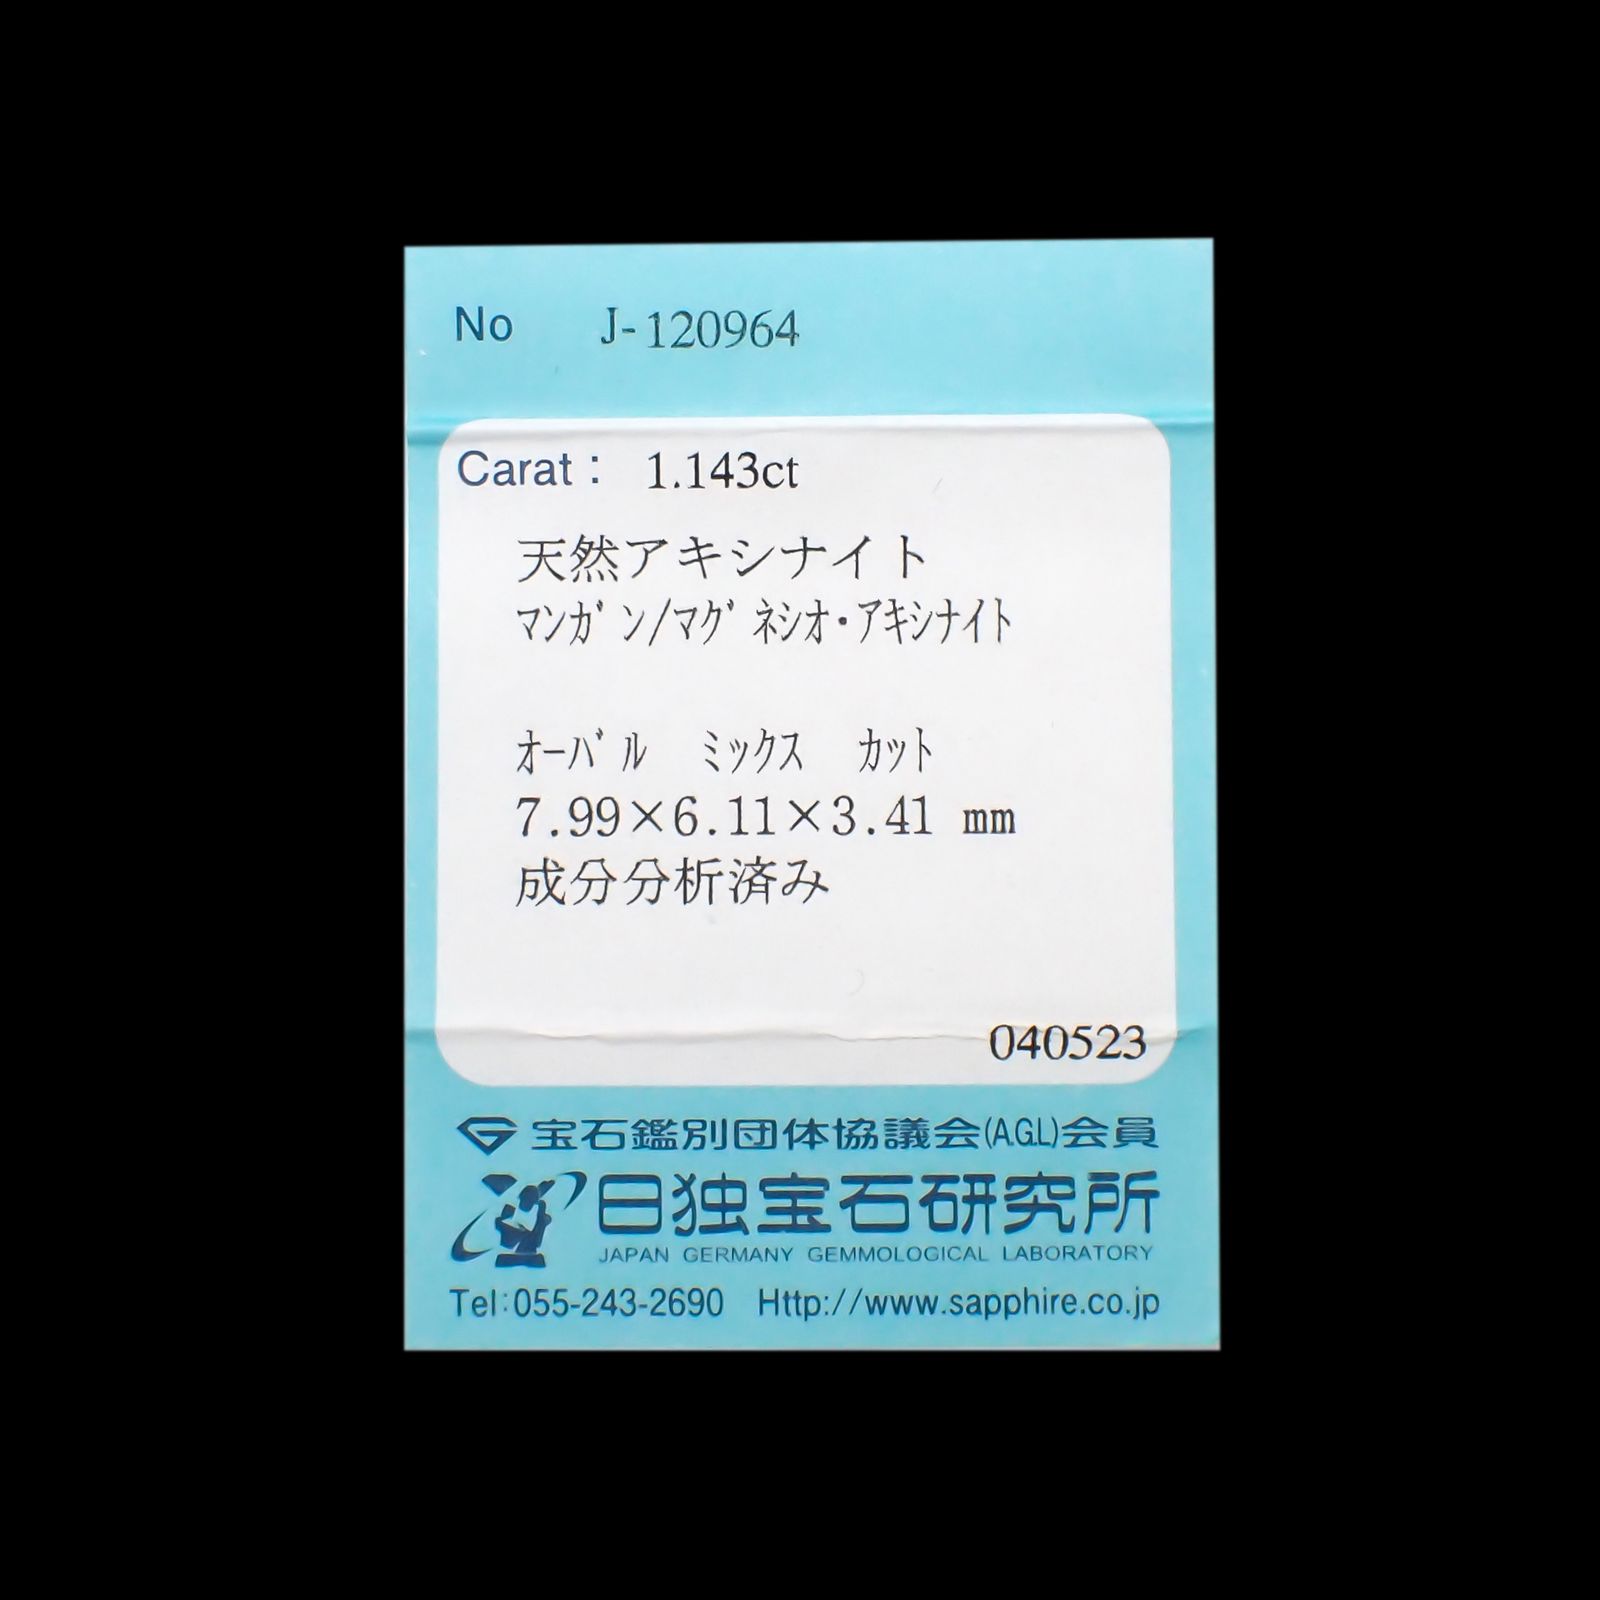 No J-120964
Carat： 1.143ct
天然アキシナイト
ﾏﾝｶﾞﾝ/ﾏｸﾞﾈｼｵ・ｱｷｼﾅｲﾄ
ｵｰﾊﾞﾙ ﾐｯｸｽ ｶｯﾄ
7.99×6.11×3.41 mm
成分分析済み
040523
宝石鑑別団体協議会(A.G.L)会員
日独宝石研究所
JAPAN GERMANY GEMMOLOGICAL LABORATORY
Tel:055-243-2690 Http://www.sapphire.co.jp